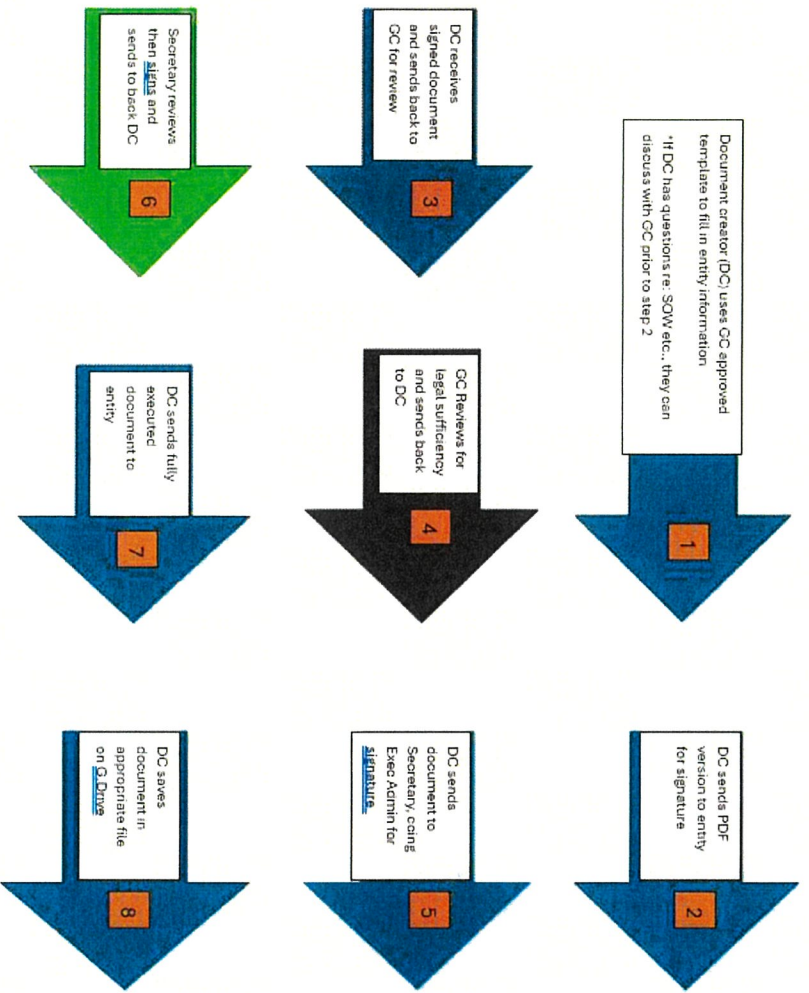 Document creator (DC) uses GC approved
template to fill in entity information
*If DC has questions re: SOW etc., they can
discuss with GC prior to step 2
1
DC sends PDF
version to entity
for signature
2
DC receives
signed document
and sends back to
GC for review
3
GC Reviews for
legal sufficiency
and sends back
to DC
4
DC sends
document to
Secretary, ccing
Exec Admin for
signature
5
Secretary reviews
then signs and
sends to back DC
6
DC sends fully
executed
document to
entity
7
DC saves
document in
appropriate file
on G.Drive
8